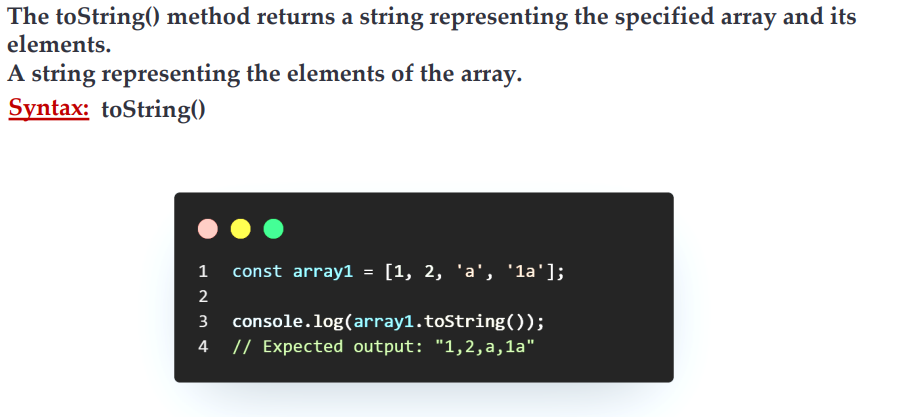 The toString() method returns a string representing the specified array and its
elements.
A string representing the elements of the array.
Syntax: toString()
1 const array1 = [1, 2, 'a', '1a'];
2
3 console.log(array1.toString());
4 // Expected output: "1,2,a,1a"